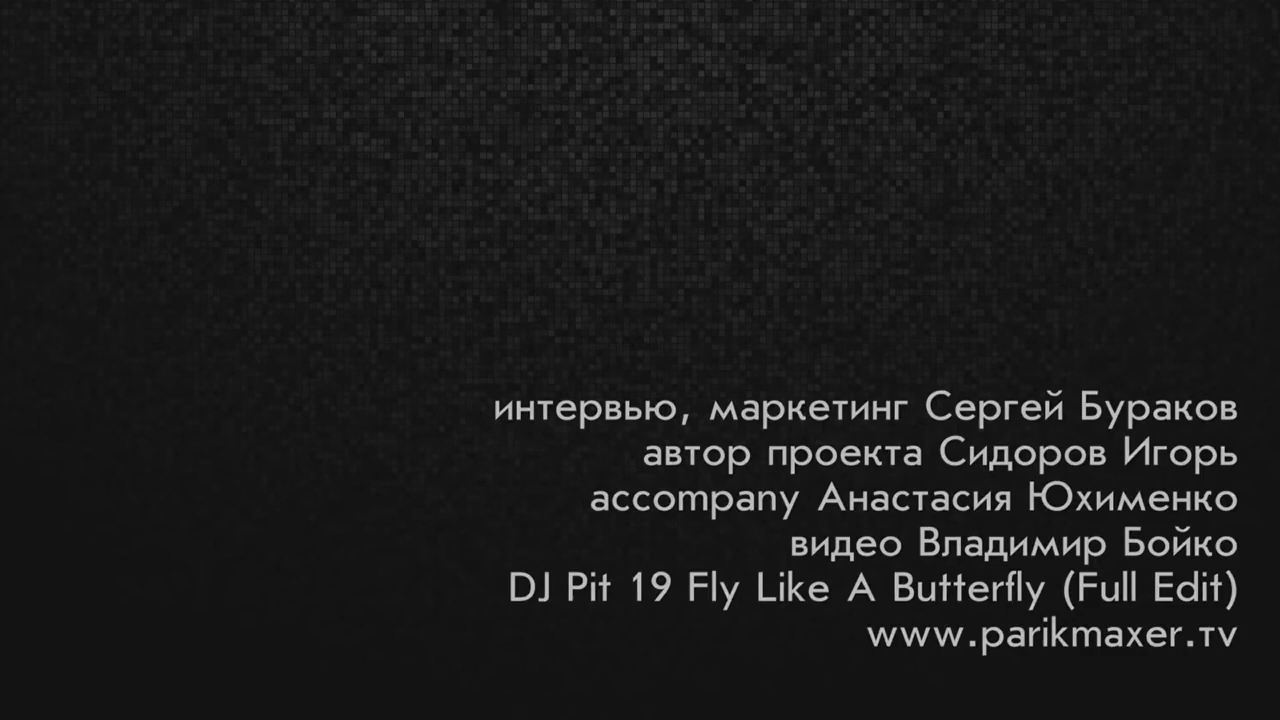 интервью, маркетинг Сергей Бураков
автор проекта Сидоров Игорь
accompany Анастасия Юхименко
видео Владимир Бойко
DJ Pit 19 Fly Like A Butterfly (Full Edit)
www.parikmaxer.тv